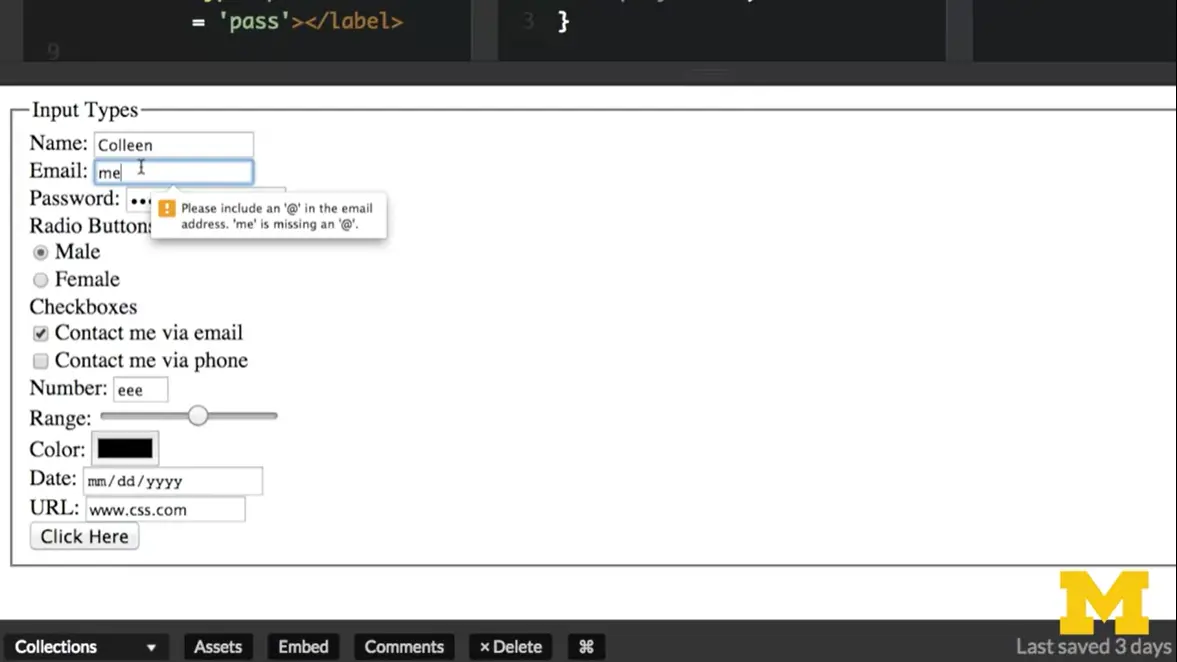 = 'pass'></label>
3 }
9
Input Types
Name: Colleen
Email: me
Please include an '@' in the email
address. 'me' is missing an '@'.
Password:
Radio Buttons
Male
Female
Checkboxes
Contact me via email
Contact me via phone
Number: eee
Range:
Color:
Date: mm/dd/yyyy
URL: www.css.com
Click Here
M
Collections Assets Embed Comments × Delete ⌘ Last saved 3 days